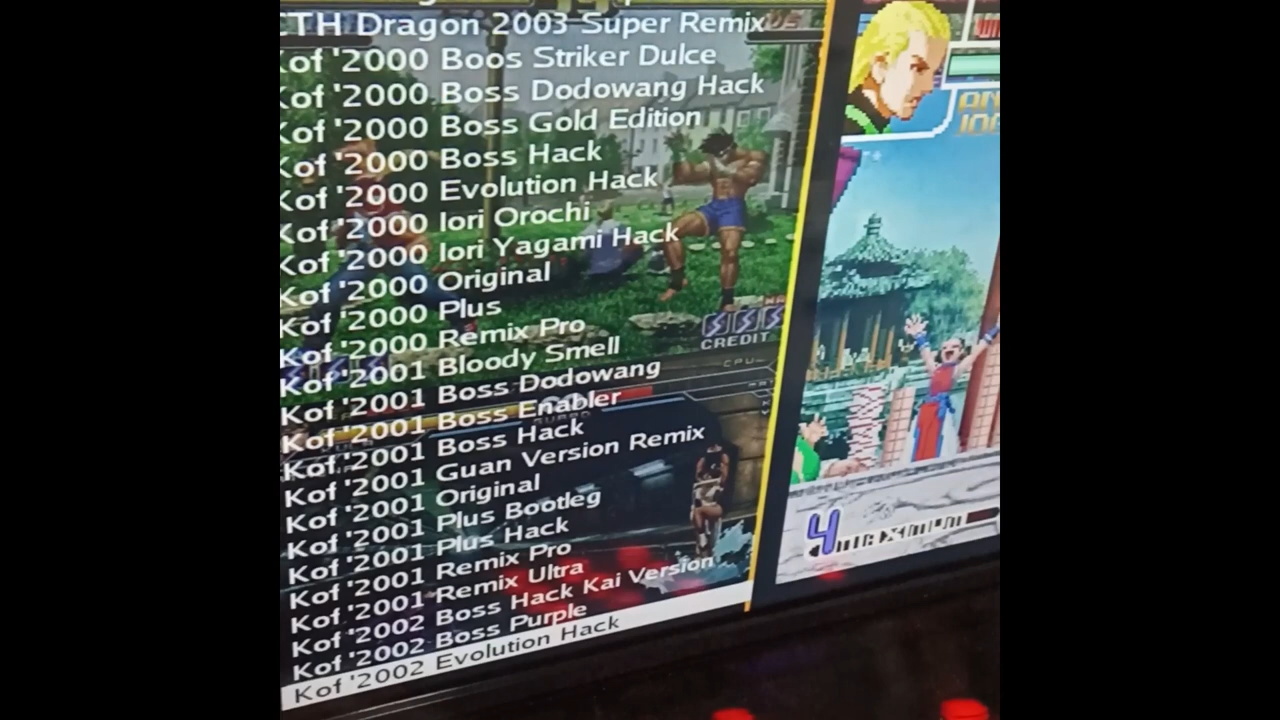 CTH Dragon 2003 Super Remix
Kof '2000 Boos Striker Dulce
Kof '2000 Boss Dodowang Hack
Kof '2000 Boss Gold Edition
Kof '2000 Boss Hack
Kof '2000 Evolution Hack
Kof '2000 Iori Orochi
Kof '2000 Iori Yagami Hack
Kof '2000 Original
Kof '2000 Plus
Kof '2000 Remix Pro
Kof '2001 Bloody Smell
Kof '2001 Boss Dodowang
Kof '2001 Boss Enabler
Kof '2001 Boss Hack
Kof '2001 Guan Version Remix
Kof '2001 Original
Kof '2001 Plus Bootleg
Kof '2001 Plus Hack
Kof '2001 Remix Pro
Kof '2001 Remix Ultra
Kof '2002 Boss Hack Kai Version
Kof '2002 Boss Purple
Kof '2002 Evolution Hack
CREDIT
CPU
4
MAXIMUM